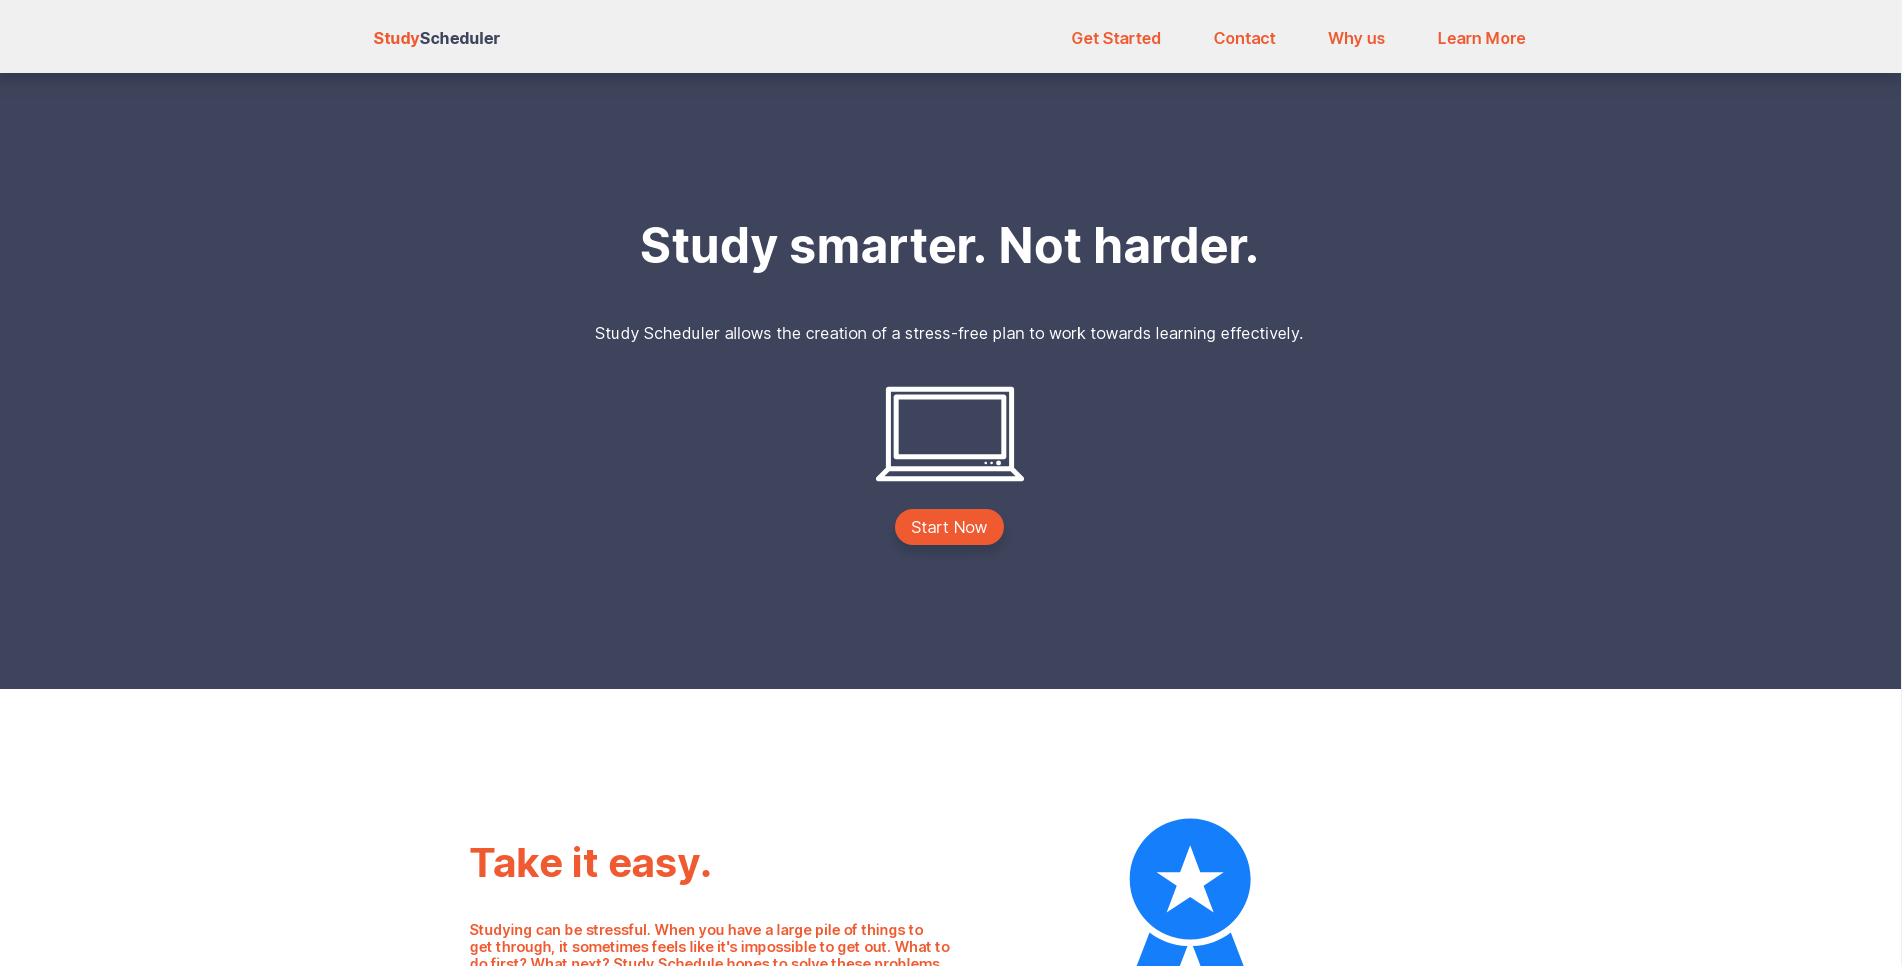 StudyScheduler
Get Started
Contact
Why us
Learn More
Study smarter. Not harder.
Study Scheduler allows the creation of a stress-free plan to work towards learning effectively.
Start Now
Take it easy.
Studying can be stressful. When you have a large pile of things to
get through, it sometimes feels like it's impossible to get out. What to
do first? What next? Study Schedule hopes to solve these problems